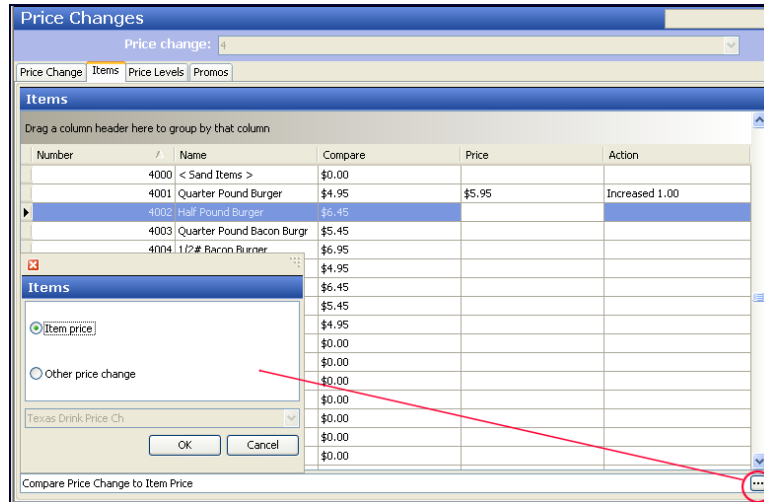 Price Changes
Price change: 4
Price Change Items Price Levels Promos
Items
Drag a column header here to group by that column
Number Name Compare Price Action
4000 < Sand Items > $0.00
4001 Quarter Pound Burger $4.95 $5.95 Increased 1.00
4002 Half Pound Burger $6.45
4003 Quarter Pound Bacon Burgr $5.45
4004 1/2# Bacon Burger $6.95
$4.95
Items $6.45
$5.45
Item price $4.95
$0.00
Other price change $0.00
$0.00
$0.00
Texas Drink Price Ch $0.00
OK Cancel $0.00
$0.00
Compare Price Change to Item Price ...